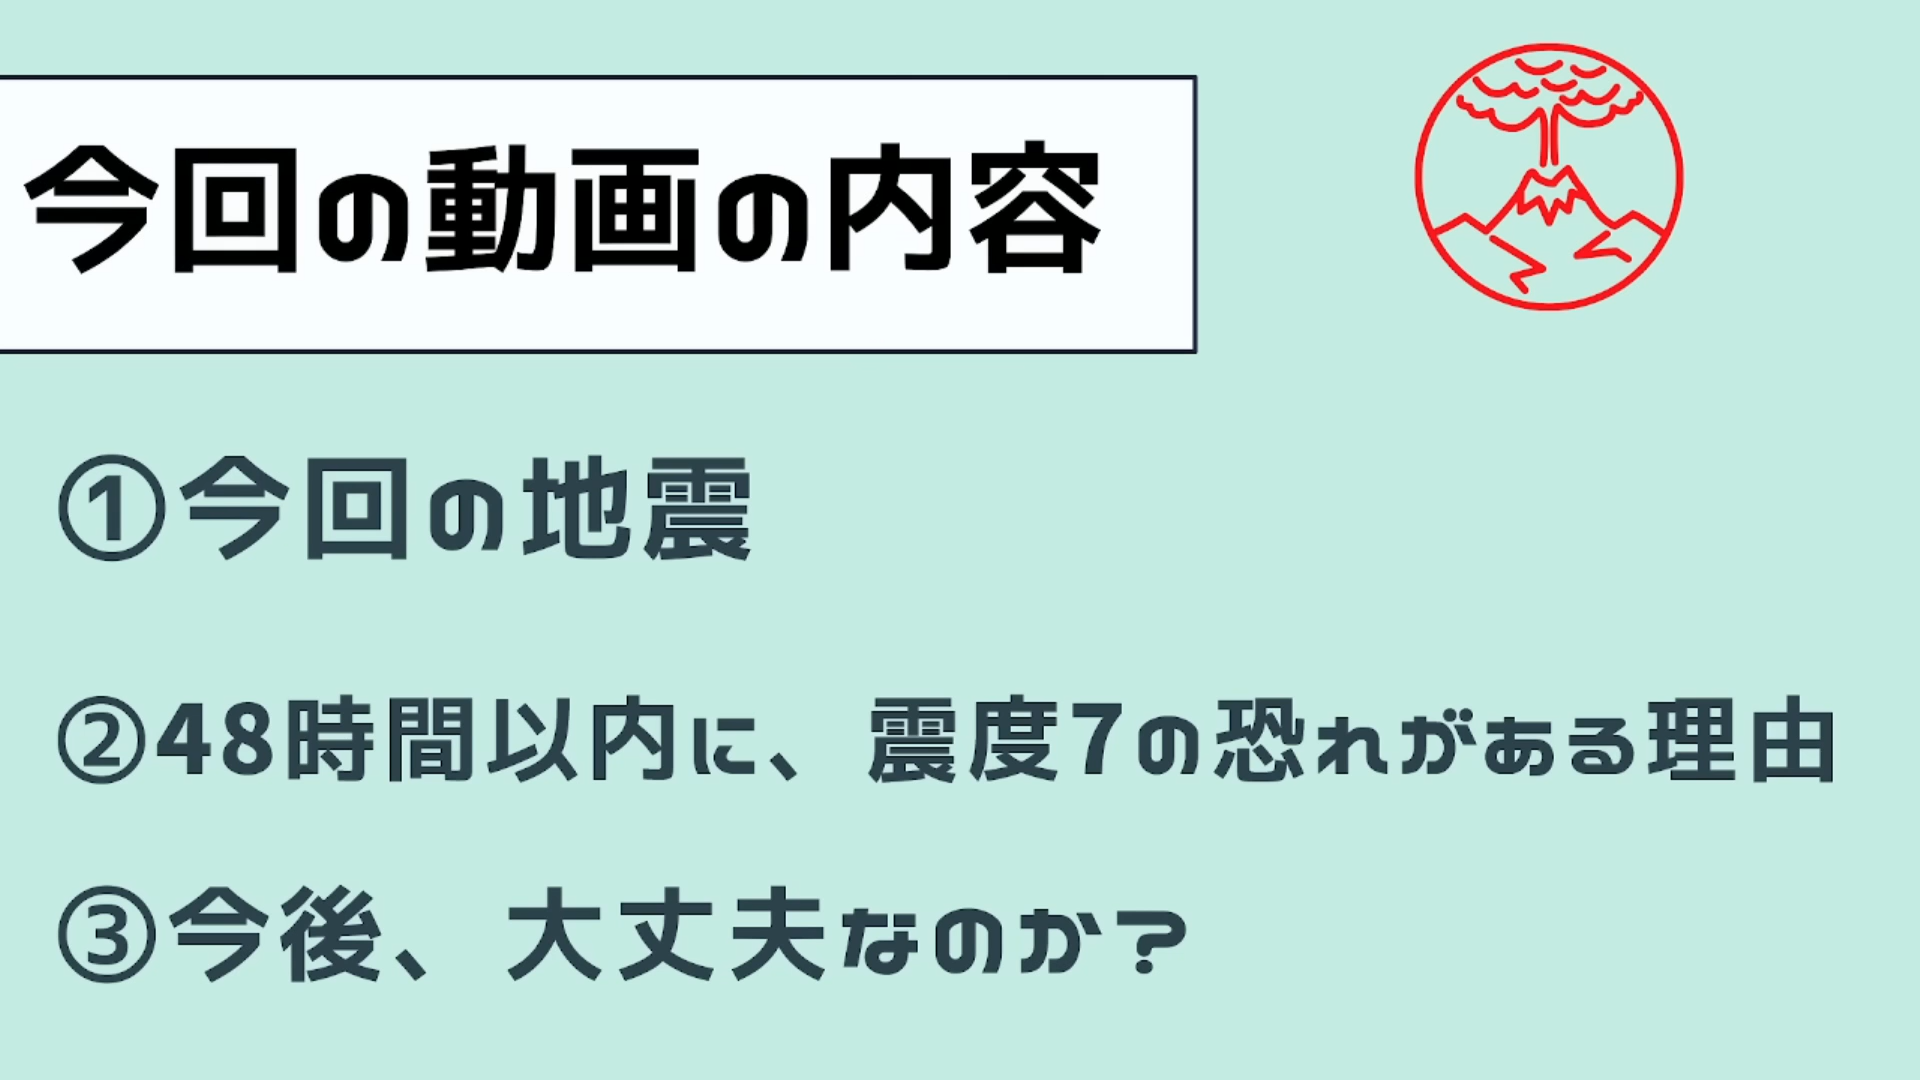 今回の動画の内容
①今回の地震
②48時間以内に、震度7の恐れがある理由
③今後、大丈夫なのか？